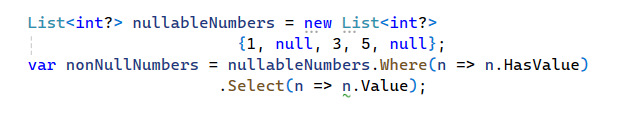 List<int?> nullableNumbers = new List<int?>
{1, null, 3, 5, null};
var nonNullNumbers = nullableNumbers.Where(n => n.HasValue)
.Select(n => n.Value);